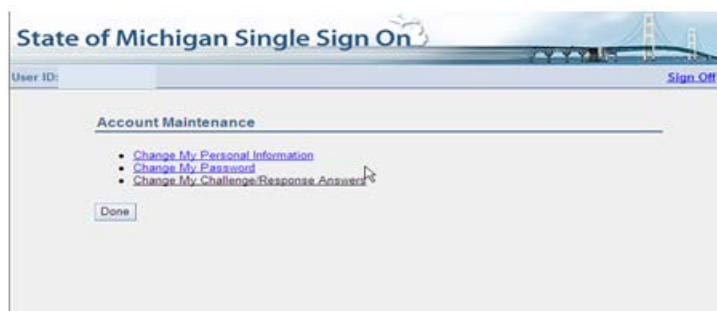 State of Michigan Single Sign On
User ID:
Sign Off
Account Maintenance
Change My Personal Information
Change My Password
Change My Challenge/Response Answers
Done